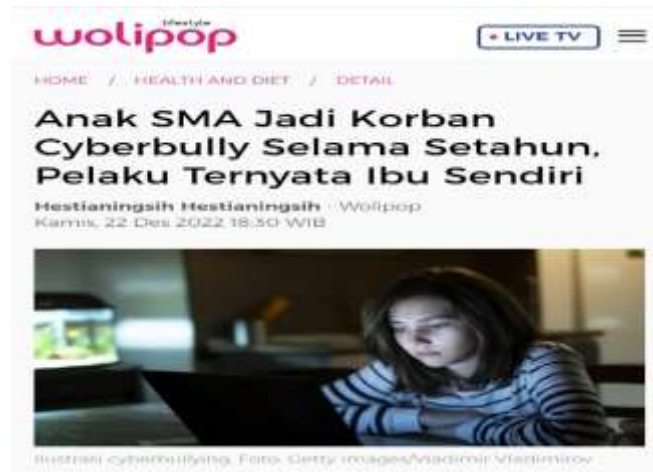 lifestyle
wolipop
• LIVE TV
HOME / HEALTH AND DIET / DETAIL
Anak SMA Jadi Korban
Cyberbully Selama Setahun,
Pelaku Ternyata Ibu Sendiri
Hestianingsih Hestianingsih - Wolipop
Kamis, 22 Des 2022 18:30 WIB
Ilustrasi cyberbullying. Foto: Getty Images/Vladimir Vladimirov